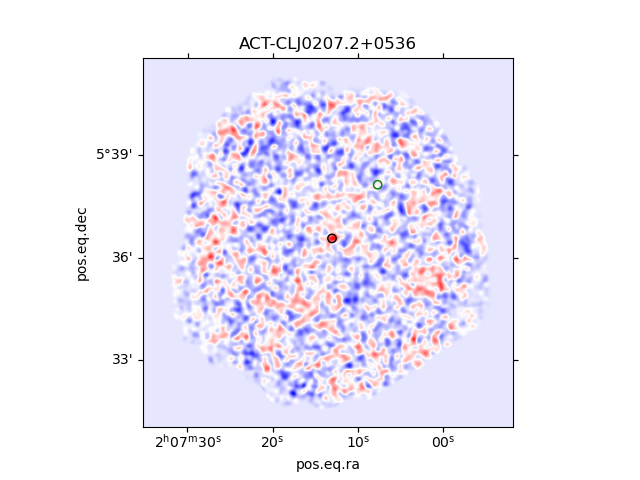 ACT-CLJ0207.2+0536
5°39'
36'
33'
pos.eq.dec
2ʰ07ᵐ30ˢ 20ˢ 10ˢ 00ˢ
pos.eq.ra